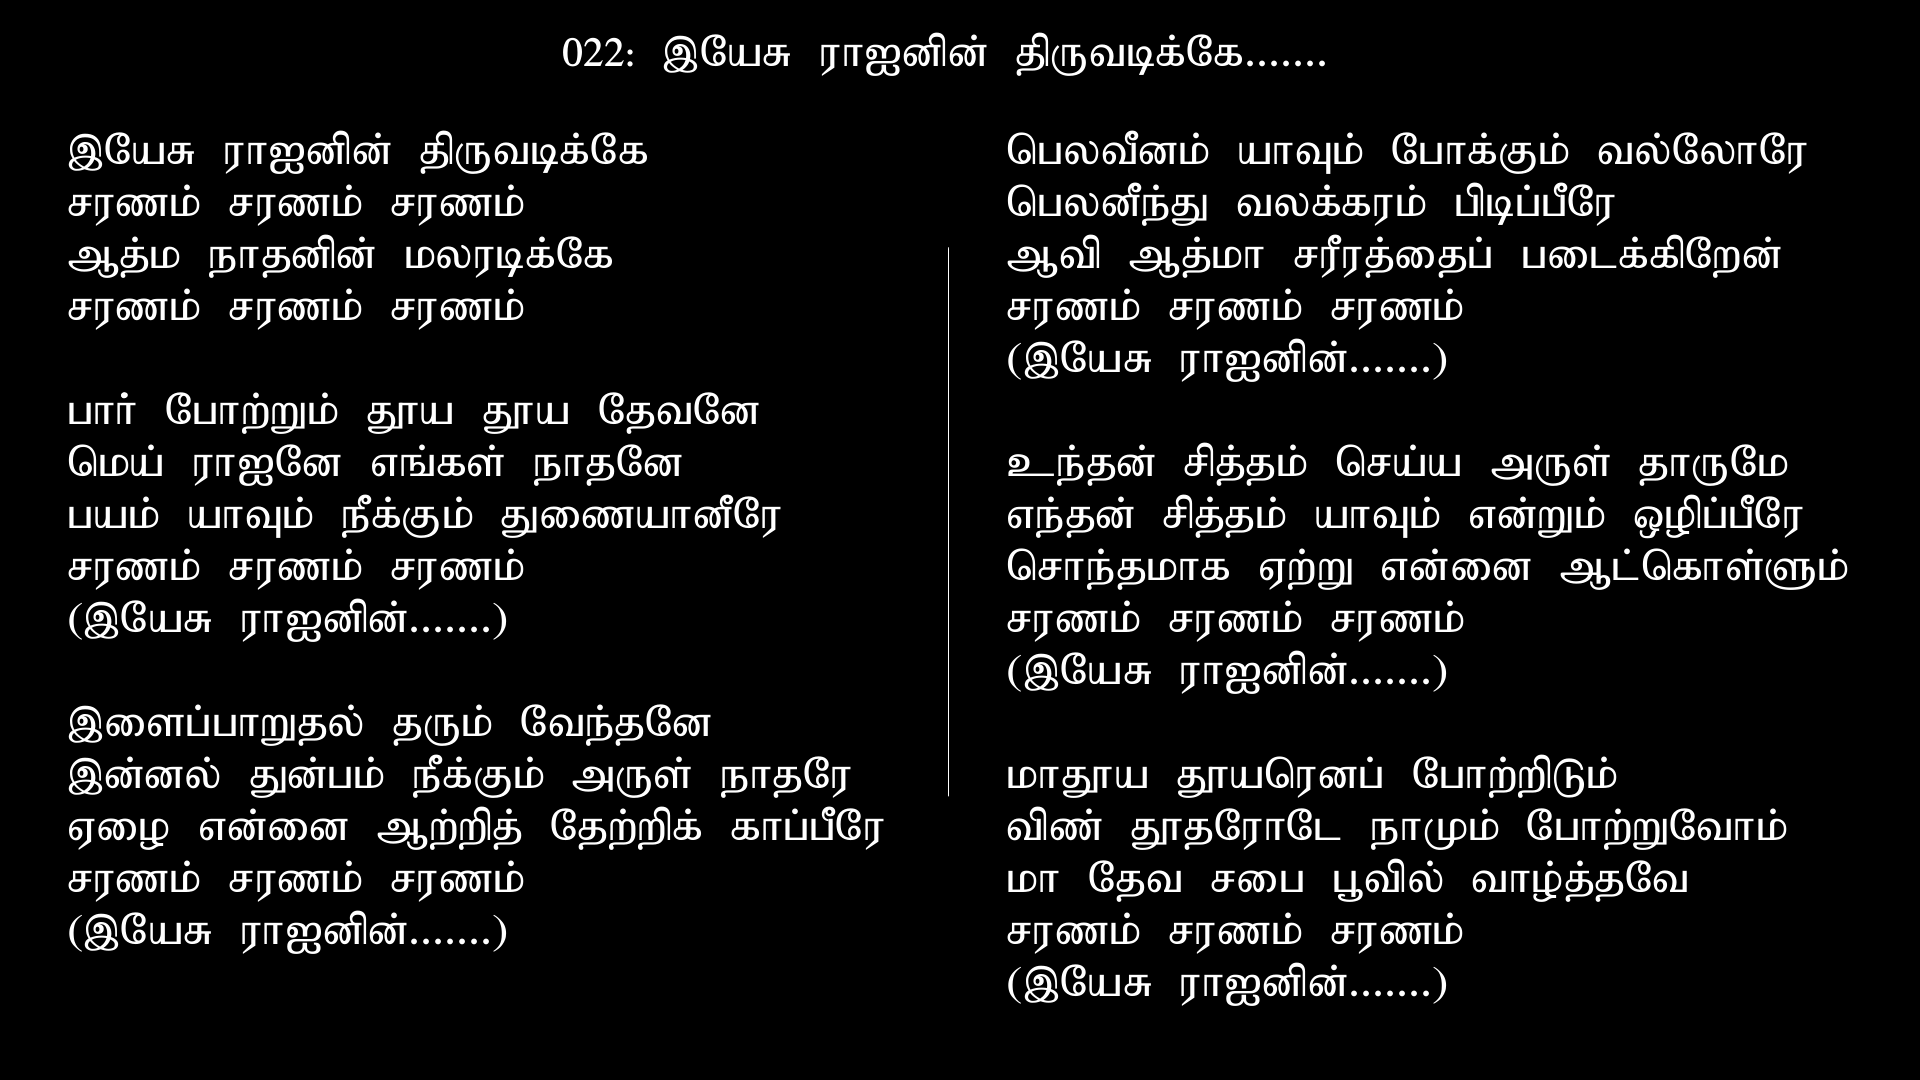 022: இயேசு ராஜனின் திருவடிக்கே.......
இயேசு ராஜனின் திருவடிக்கே
சரணம் சரணம் சரணம்
ஆத்ம நாதனின் மலரடிக்கே
சரணம் சரணம் சரணம்
பார் போற்றும் தூய தூய தேவனே
மெய் ராஜனே எங்கள் நாதனே
பயம் யாவும் நீக்கும் துணையானீரே
சரணம் சரணம் சரணம்
(இயேசு ராஜனின்.......)
இளைப்பாறுதல் தரும் வேந்தனே
இன்னல் துன்பம் நீக்கும் அருள் நாதரே
ஏழை என்னை ஆற்றித் தேற்றிக் காப்பீரே
சரணம் சரணம் சரணம்
(இயேசு ராஜனின்.......)
பெலவீனம் யாவும் போக்கும் வல்லோரே
பெலனீந்து வலக்கரம் பிடிப்பீரே
ஆவி ஆத்மா சரீரத்தைப் படைக்கிறேன்
சரணம் சரணம் சரணம்
(இயேசு ராஜனின்.......)
உந்தன் சித்தம் செய்ய அருள் தாருமே
எந்தன் சித்தம் யாவும் என்றும் ஒழிப்பீரே
சொந்தமாக ஏற்று என்னை ஆட்கொள்ளும்
சரணம் சரணம் சரணம்
(இயேசு ராஜனின்.......)
மாதூய தூயரெனப் போற்றிடும்
விண் தூதரோடே நாமும் போற்றுவோம்
மா தேவ சபை பூவில் வாழ்த்தவே
சரணம் சரணம் சரணம்
(இயேசு ராஜனின்.......)